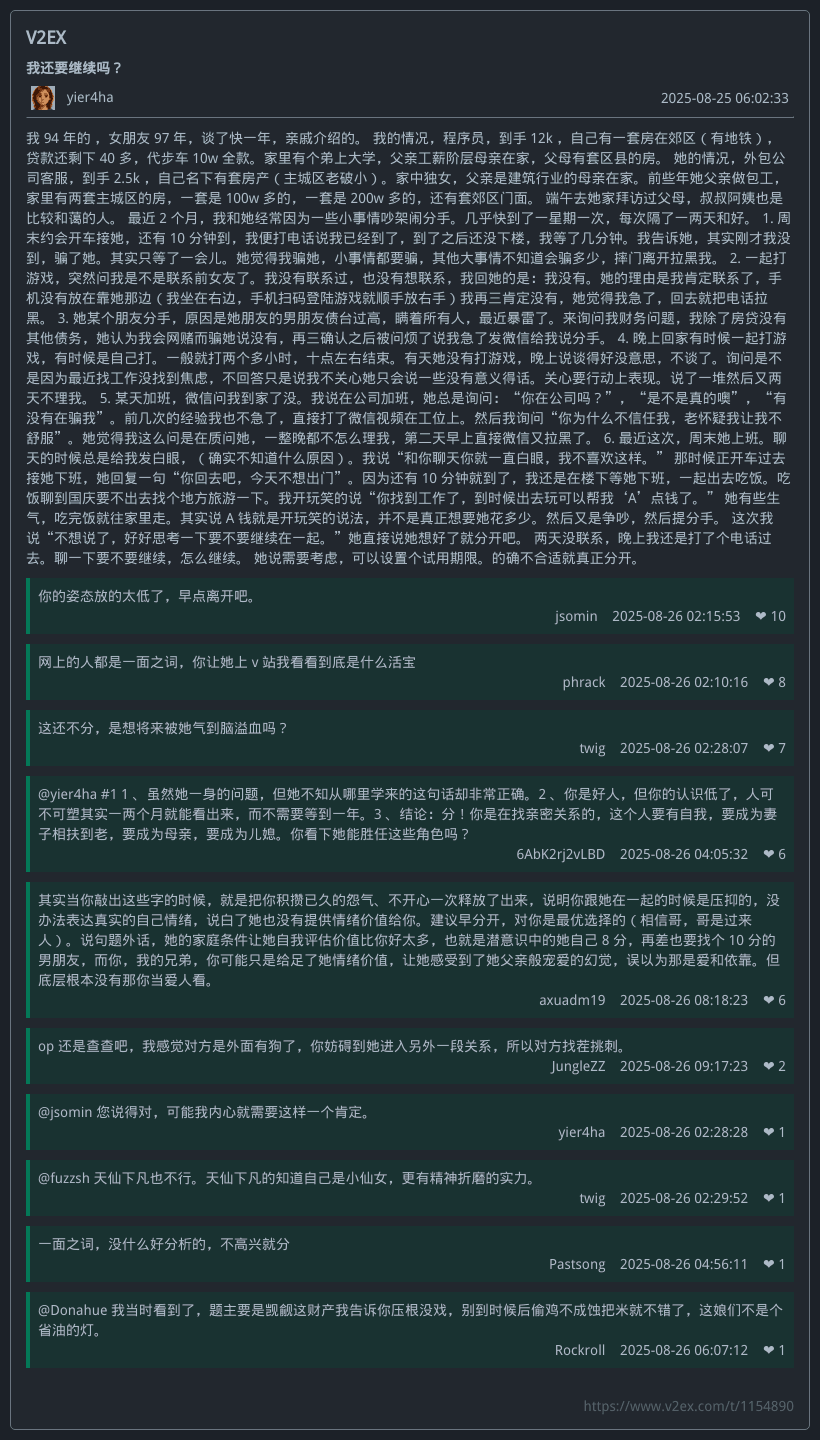 V2EX
我还要继续吗？
yier4ha 2025-08-25 06:02:33
我 94 年的 ，女朋友 97 年，谈了快一年，亲戚介绍的。 我的情况，程序员，到手 12k ，自己有一套房在郊区（有地铁），
贷款还剩下 40 多，代步车 10w 全款。家里有个弟上大学，父亲工薪阶层母亲在家，父母有套区县的房。 她的情况，外包公
司客服，到手 2.5k ，自己名下有套房产（主城区老破小）。家中独女，父亲是建筑行业的母亲在家。前些年她父亲做包工，
家里有两套主城区的房，一套是 100w 多的，一套是 200w 多的，还有套郊区门面。 端午去她家拜访过父母，叔叔阿姨也是
比较和蔼的人。 最近 2 个月，我和她经常因为一些小事情吵架闹分手。几乎快到了一星期一次，每次隔了一两天和好。 1. 周
末约会开车接她，还有 10 分钟到，我便打电话说我已经到了，到了之后还没下楼，我等了几分钟。我告诉她，其实刚才我没
到，骗了她。其实只等了一会儿。她觉得我骗她，小事情都要骗，其他大事情不知道会骗多少，摔门离开拉黑我。 2. 一起打
游戏，突然问我是不是联系前女友了。我没有联系过，也没有想联系，我回她的是：我没有。她的理由是我肯定联系了，手
机没有放在靠她那边（我坐在右边，手机扫码登陆游戏就顺手放右手）我再三肯定没有，她觉得我急了，回去就把电话拉
黑。 3. 她某个朋友分手，原因是她朋友的男朋友债台过高，瞒着所有人，最近暴雷了。来询问我财务问题，我除了房贷没有
其他债务，她认为我会网赌而骗她说没有，再三确认之后被问烦了说我急了发微信给我说分手。 4. 晚上回家有时候一起打游
戏，有时候是自己打。一般就打两个多小时，十点左右结束。有天她没有打游戏，晚上说谈得好没意思，不谈了。询问是不
是因为最近找工作没找到焦虑，不回答只是说我不关心她只会说一些没有意义得话。关心要行动上表现。说了一堆然后又两
天不理我。 5. 某天加班，微信问我到家了没。我说在公司加班，她总是询问：“你在公司吗？”，“是不是真的噢”，“有
没有在骗我”。前几次的经验我也不急了，直接打了微信视频在工位上。然后我询问“你为什么不信任我，老怀疑我让我不
舒服”。她觉得我这么问是在质问她，一整晚都不怎么理我，第二天早上直接微信又拉黑了。 6. 最近这次，周末她上班。聊
天的时候总是给我发白眼，（确实不知道什么原因）。我说“和你聊天你就一直白眼，我不喜欢这样。” 那时候正开车过去
接她下班，她回复一句“你回去吧，今天不想出门”。因为还有 10 分钟就到了，我还是在楼下等她下班，一起出去吃饭。吃
饭聊到国庆要不出去找个地方旅游一下。我开玩笑的说“你找到工作了，到时候出去玩可以帮我‘A’点钱了。” 她有些生
气，吃完饭就往家里走。其实说 A 钱就是开玩笑的说法，并不是真正想要她花多少。然后又是争吵，然后提分手。 这次我
说“不想说了，好好思考一下要不要继续在一起。”她直接说她想好了就分开吧。 两天没联系，晚上我还是打了个电话过
去。聊一下要不要继续，怎么继续。 她说需要考虑，可以设置个试用期限。的确不合适就真正分开。
你的姿态放的太低了，早点离开吧。
jsomin 2025-08-26 02:15:53 ❤ 10
网上的人都是一面之词，你让她上 v 站我看看到底是什么活宝
phrack 2025-08-26 02:10:16 ❤ 8
这还不分，是想将来被她气到脑溢血吗？
twig 2025-08-26 02:28:07 ❤ 7
@yier4ha #1 1 、虽然她一身的问题，但她不知从哪里学来的这句话却非常正确。2 、你是好人，但你的认识低了，人可
不可塑其实一两个月就能看出来，而不需要等到一年。3 、结论：分！你是在找亲密关系的，这个人要有自我，要成为妻
子相扶到老，要成为母亲，要成为儿媳。你看下她能胜任这些角色吗？
6AbK2rj2vLBD 2025-08-26 04:05:32 ❤ 6
其实当你敲出这些字的时候，就是把你积攒已久的怨气、不开心一次释放了出来，说明你跟她在一起的时候是压抑的，没
办法表达真实的自己情绪，说白了她也没有提供情绪价值给你。建议早分开，对你是最优选择的（相信哥，哥是过来
人）。说句题外话，她的家庭条件让她自我评估价值比你好太多，也就是潜意识中的她自己 8 分，再差也要找个 10 分的
男朋友，而你，我的兄弟，你可能只是给足了她情绪价值，让她感受到了她父亲般宠爱的幻觉，误以为那是爱和依靠。但
底层根本没有那你当爱人看。
axuadm19 2025-08-26 08:18:23 ❤ 6
op 还是查查吧，我感觉对方是外面有狗了，你妨碍到她进入另外一段关系，所以对方找茬挑刺。
JungleZZ 2025-08-26 09:17:23 ❤ 2
@jsomin 您说得对，可能我内心就需要这样一个肯定。
yier4ha 2025-08-26 02:28:28 ❤ 1
@fuzzsh 天仙下凡也不行。天仙下凡的知道自己是小仙女，更有精神折磨的实力。
twig 2025-08-26 02:29:52 ❤ 1
一面之词，没什么好分析的，不高兴就分
Pastsong 2025-08-26 04:56:11 ❤ 1
@Donahue 我当时看到了，题主要是觊觎这财产我告诉你压根没戏，别到时候后偷鸡不成蚀把米就不错了，这娘们不是个
省油的灯。
Rockroll 2025-08-26 06:07:12 ❤ 1
https://www.v2ex.com/t/1154890